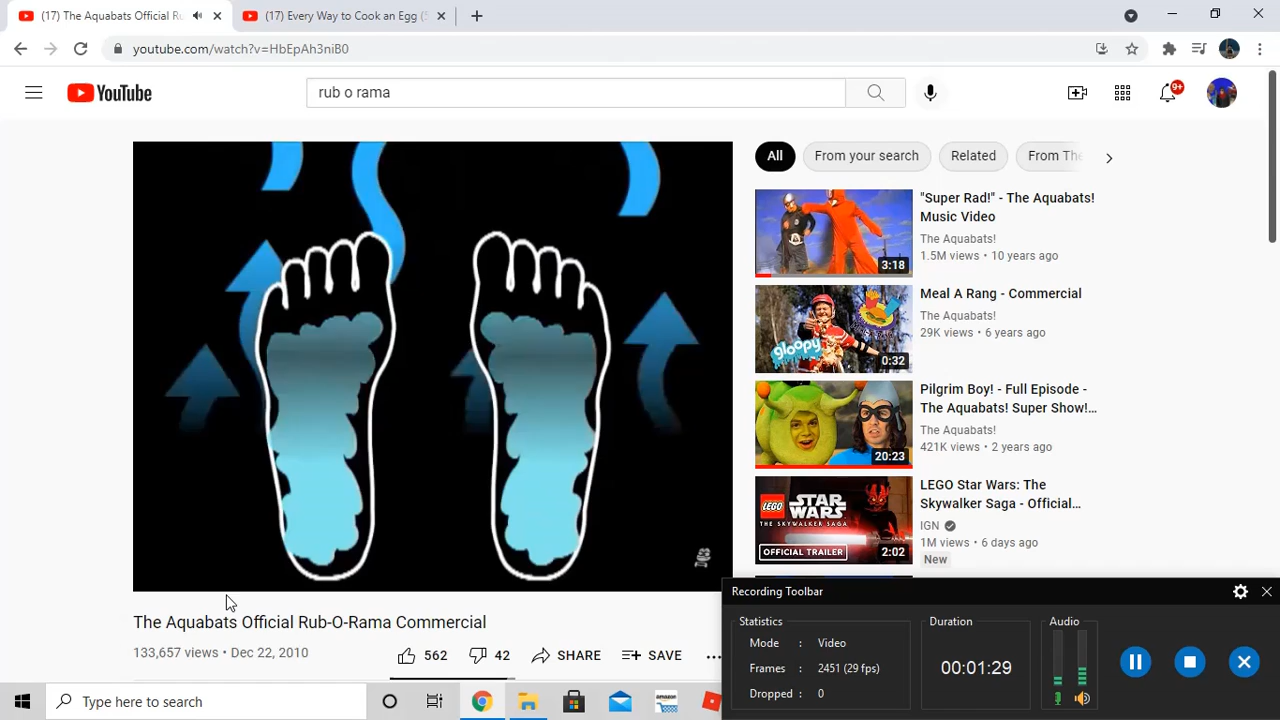 (17) The Aquabats Official Ru
(17) Every Way to Cook an Egg (5
youtube.com/watch?v=HbEpAh3niB0
YouTube
rub o rama
9+
All
From your search
Related
From The
"Super Rad!" - The Aquabats!
Music Video
The Aquabats!
1.5M views • 10 years ago
3:18
Meal A Rang - Commercial
The Aquabats!
29K views • 6 years ago
gloopy
0:32
Pilgrim Boy! - Full Episode -
The Aquabats! Super Show!...
The Aquabats!
421K views • 2 years ago
20:23
LEGO Star Wars: The
Skywalker Saga - Official...
IGN
1M views • 6 days ago
New
LEGO
STAR
WARS
THE SKYWALKER SAGA
OFFICIAL TRAILER
2:02
The Aquabats Official Rub-O-Rama Commercial
133,657 views • Dec 22, 2010
562
42
SHARE
SAVE
Recording Toolbar
Statistics
Mode : Video
Frames : 2451 (29 fps)
Dropped : 0
Duration
00:01:29
Audio
Type here to search
amazon